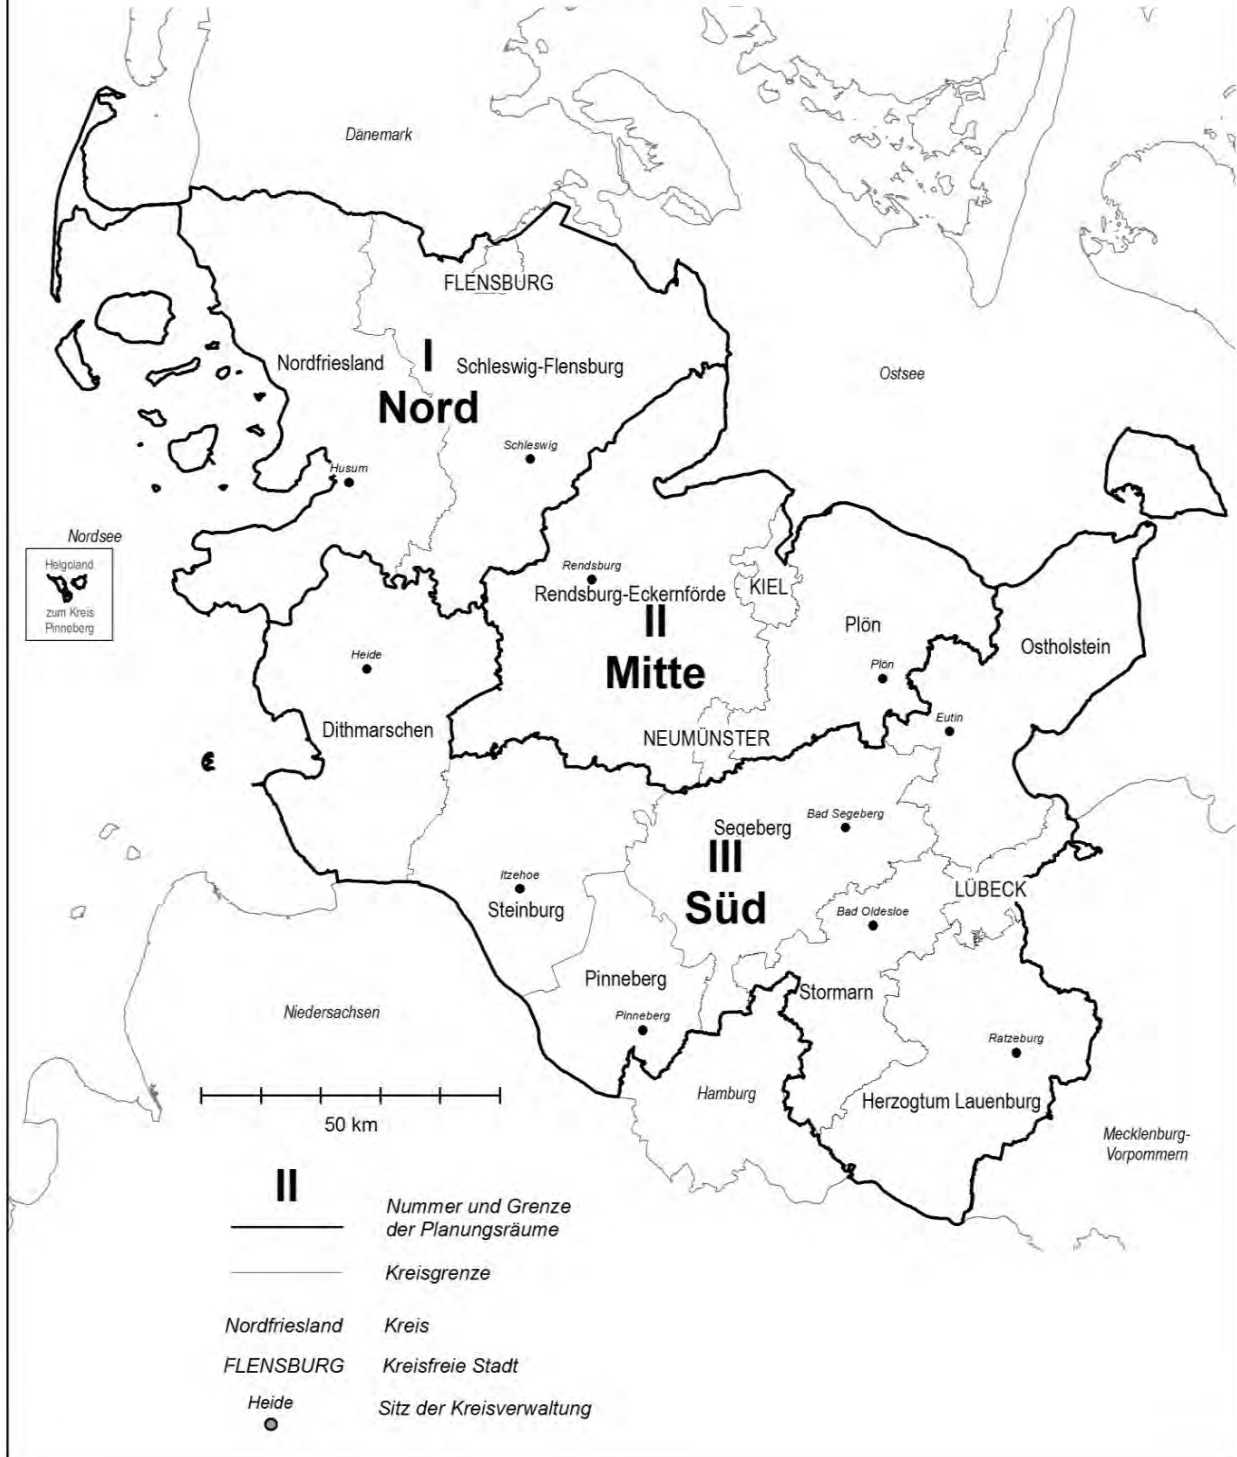 Dänemark
FLENSBURG
Nordfriesland
I
Schleswig-Flensburg
Nord
Ostsee
Schleswig
Husum
Nordsee
Helgoland
zum Kreis
Pinneberg
Rendsburg
Rendsburg-Eckernförde
KIEL
II
Mitte
Plön
Plön
Ostholstein
Heide
Dithmarschen
NEUMÜNSTER
Eutin
Segeberg
Bad Segeberg
III
Süd
Itzehoe
Steinburg
LÜBECK
Bad Oldesloe
Pinneberg
Stormarn
Pinneberg
Niedersachsen
Ratzeburg
Hamburg
Herzogtum Lauenburg
50 km
Mecklenburg-
Vorpommern
II
Nummer und Grenze
der Planungsräume
Kreisgrenze
Nordfriesland Kreis
FLENSBURG Kreisfreie Stadt
Heide
Sitz der Kreisverwaltung